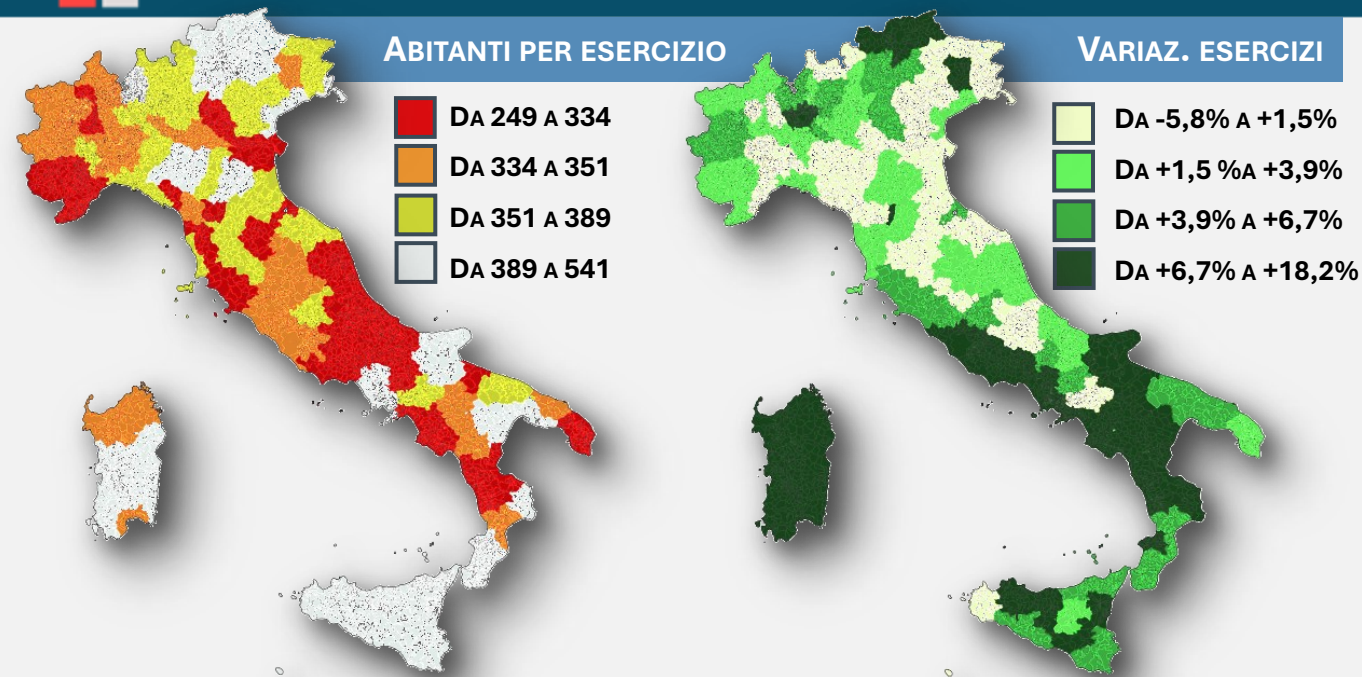 ABITANTI PER ESERCIZIO
DA 249 A 334
DA 334 A 351
DA 351 A 389
DA 389 A 541
VARIAZ. ESERCIZI
DA -5,8% A +1,5%
DA +1,5 %A +3,9%
DA +3,9% A +6,7%
DA +6,7% A +18,2%